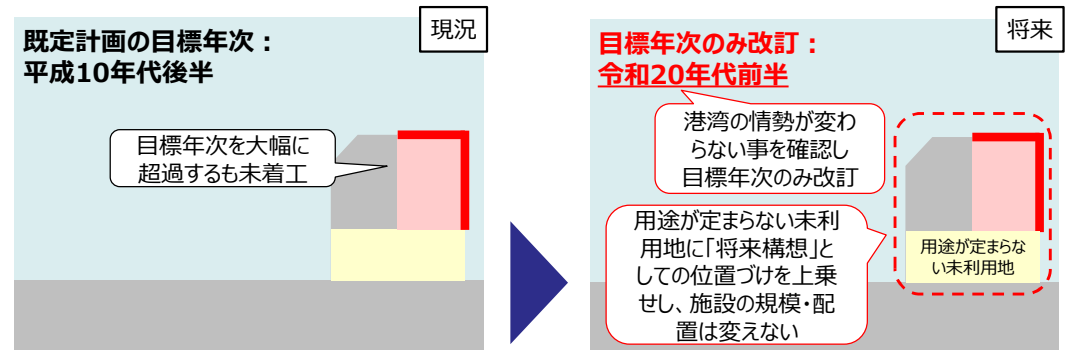 現況
既定計画の目標年次：
平成10年代後半
目標年次を大幅に
超過するも未着工
将来
目標年次のみ改訂：
令和20年代前半
港湾の情勢が変わ
らない事を確認し
目標年次のみ改訂
用途が定まらない未利
用地に「将来構想」と
しての位置づけを上乗
せし、施設の規模・配
置は変えない
用途が定まらな
い未利用地